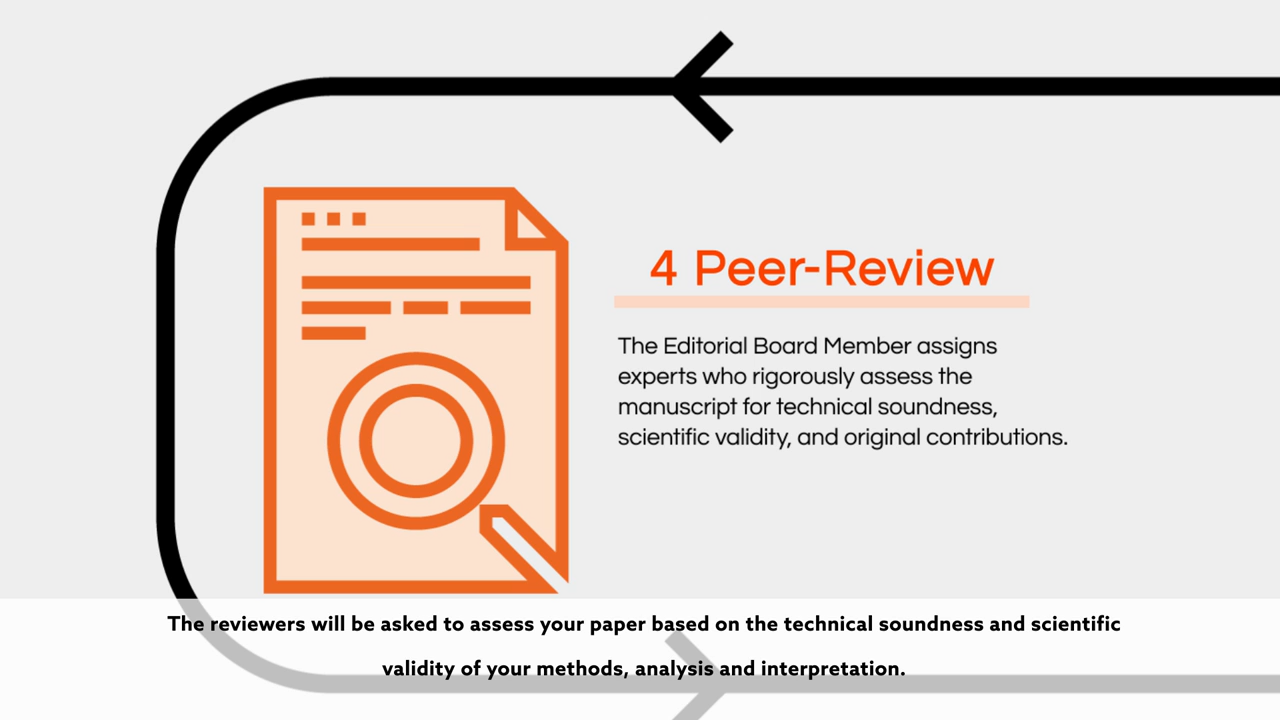 4 Peer-Review
The Editorial Board Member assigns
experts who rigorously assess the
manuscript for technical soundness,
scientific validity, and original contributions.
The reviewers will be asked to assess your paper based on the technical soundness and scientific
validity of your methods, analysis and interpretation.